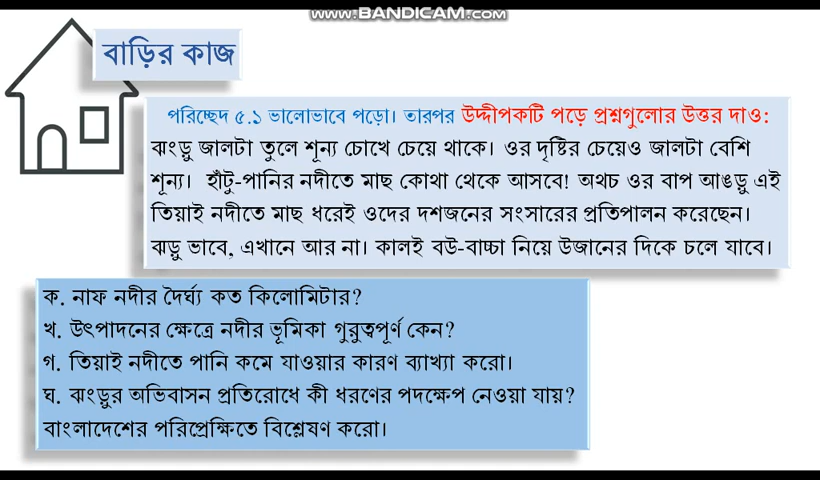 www.BANDICAM.com
বাড়ির কাজ
পরিচ্ছেদ ৫.১ ভালোভাবে পড়ো। তারপর উদ্দীপকটি পড়ে প্রশ্নগুলোর উত্তর দাও:
ঝংড়ু জালটা তুলে শূন্য চোখে চেয়ে থাকে। ওর দৃষ্টির চেয়েও জালটা বেশি
শূন্য। হাঁটু-পানির নদীতে মাছ কোথা থেকে আসবে! অথচ ওর বাপ আঙড়ু এই
তিয়াই নদীতে মাছ ধরেই ওদের দশজনের সংসারের প্রতিপালন করেছেন।
ঝড়ু ভাবে, এখানে আর না। কালই বউ-বাচ্চা নিয়ে উজানের দিকে চলে যাবে।
ক. নাফ নদীর দৈর্ঘ্য কত কিলোমিটার?
খ. উৎপাদনের ক্ষেত্রে নদীর ভূমিকা গুরুত্বপূর্ণ কেন?
গ. তিয়াই নদীতে পানি কমে যাওয়ার কারণ ব্যাখ্যা করো।
ঘ. ঝংড়ুর অভিবাসন প্রতিরোধে কী ধরণের পদক্ষেপ নেওয়া যায়?
বাংলাদেশের পরিপ্রেক্ষিতে বিশ্লেষণ করো।